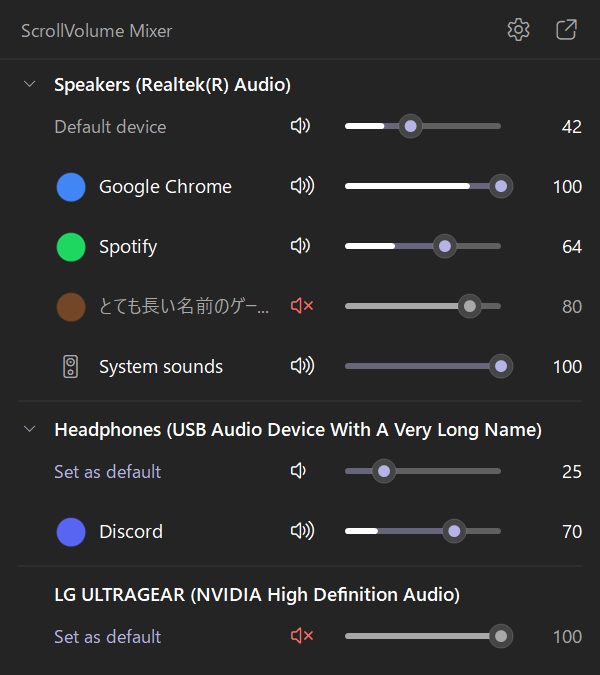 ScrollVolume Mixer
Speakers (Realtek(R) Audio)
Default device 42
Google Chrome 100
Spotify 64
とても長い名前のゲー... 80
System sounds 100
Headphones (USB Audio Device With A Very Long Name)
Set as default 25
Discord 70
LG ULTRAGEAR (NVIDIA High Definition Audio)
Set as default 100